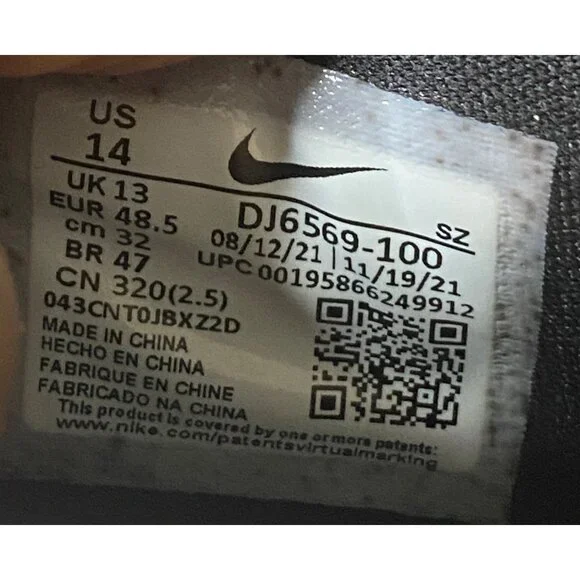 US
14
UK 13
EUR 48.5
cm 32
BR 47
CN 320(2.5)
DJ6569-100 SZ
08/12/21 | 11/19/21
UPC 00195866249912
043CNT0JBXZ2D
MADE IN CHINA
HECHO EN CHINA
FABRIQUE EN CHINE
FABRICADO NA CHINA
This product is covered by one or more patents:
www.nike.com/patentsvirtualmarking